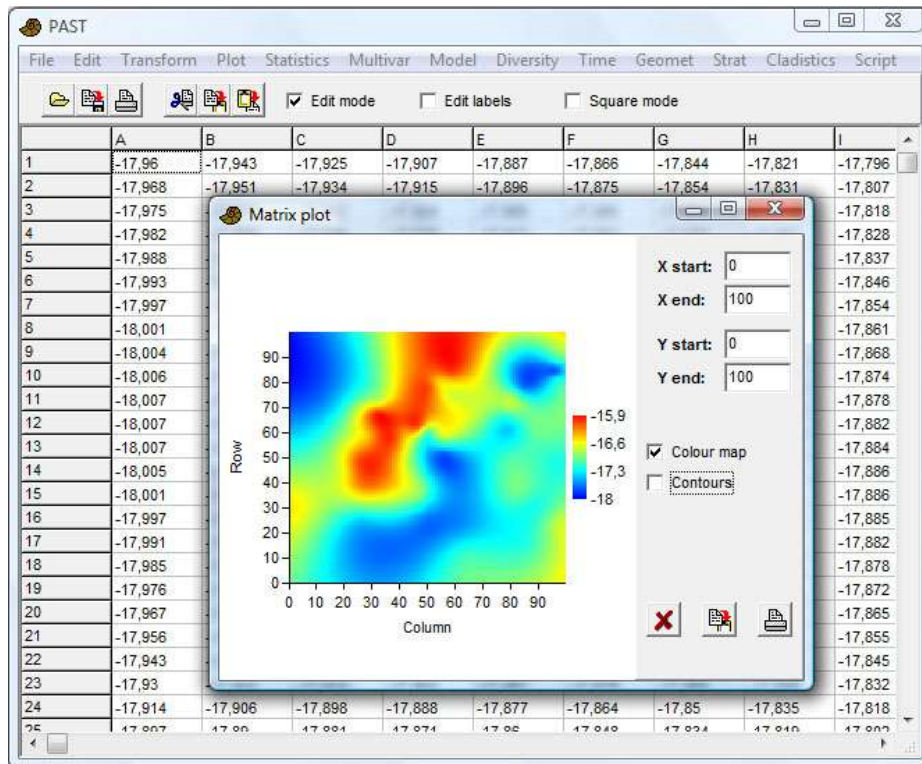 PAST
File Edit Transform Plot Statistics Multivar Model Diversity Time Geomet Strat Cladistics Script
Edit mode Edit labels Square mode
A B C D E F G H I
1 -17,96 -17,943 -17,925 -17,907 -17,887 -17,866 -17,844 -17,821 -17,796
2 -17,968 -17,951 -17,934 -17,915 -17,896 -17,875 -17,854 -17,831 -17,807
3 -17,975 -17,818
4 -17,982 -17,828
5 -17,988 -17,837
6 -17,993 -17,846
7 -17,997 -17,854
8 -18,001 -17,861
9 -18,004 -17,868
10 -18,006 -17,874
11 -18,007 -17,878
12 -18,007 -17,882
13 -18,007 -17,884
14 -18,005 -17,886
15 -18,001 -17,886
16 -17,997 -17,885
17 -17,991 -17,882
18 -17,985 -17,878
19 -17,976 -17,872
20 -17,967 -17,865
21 -17,956 -17,855
22 -17,943 -17,845
23 -17,93 -17,832
24 -17,914 -17,906 -17,898 -17,888 -17,877 -17,864 -17,85 -17,835 -17,818
Matrix plot
X start: 0
X end: 100
Y start: 0
Y end: 100
Colour map
Contours
90
80
70
60
50
40
30
20
10
0
Row
0 10 20 30 40 50 60 70 80 90
Column
-15,9
-16,6
-17,3
-18